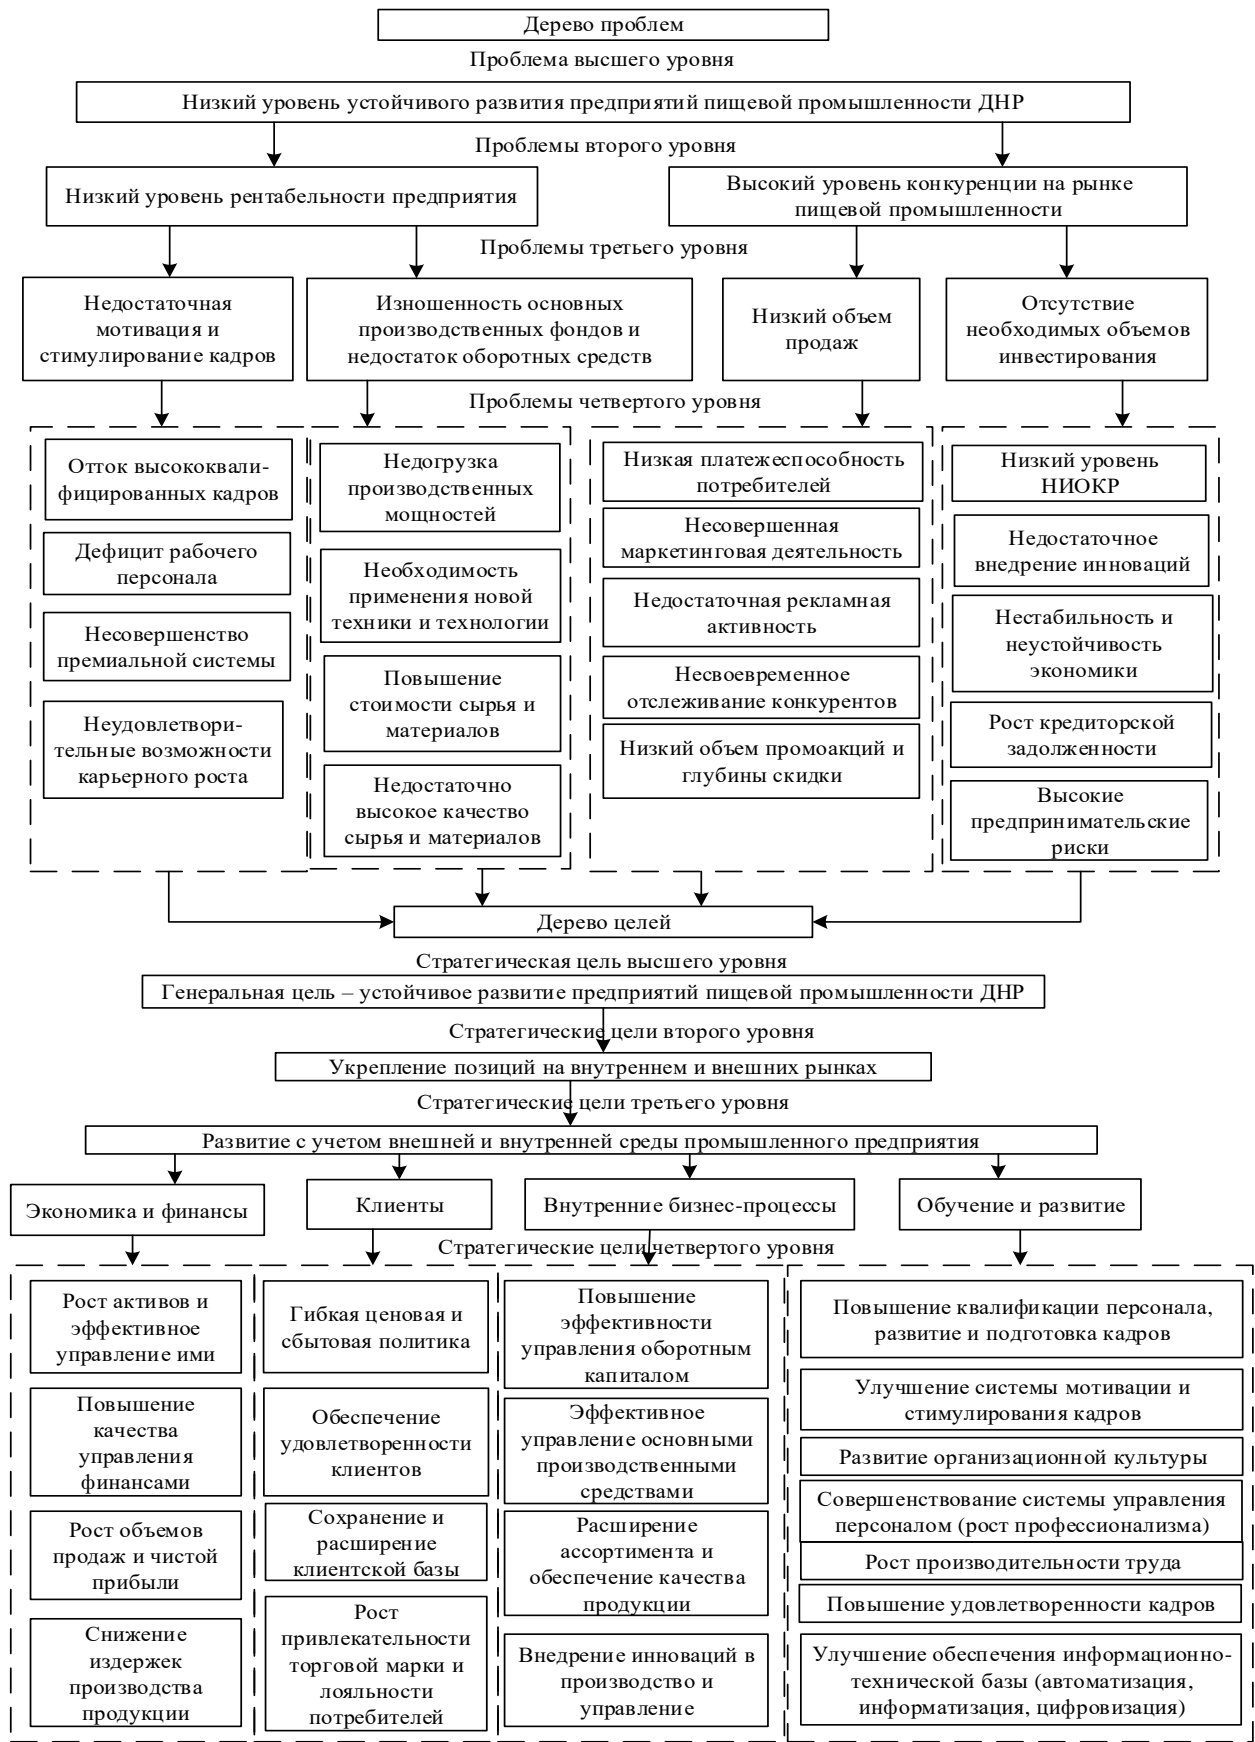 Дерево проблем
Проблема высшего уровня
Низкий уровень устойчивого развития предприятий пищевой промышленности ДНР
Проблемы второго уровня
Низкий уровень рентабельности предприятия
Высокий уровень конкуренции на рынке
пищевой промышленности
Проблемы третьего уровня
Недостаточная
мотивация и
стимулирование кадров
Изношенность основных
производственных фондов и
недостаток оборотных средств
Низкий объем
продаж
Отсутствие
необходимых объемов
инвестирования
Проблемы четвертого уровня
Отток высококвали-
фицированных кадров
Дефицит рабочего
персонала
Несовершенство
премиальной системы
Неудовлетвори-
тельные возможности
карьерного роста
Недогрузка
производственных
мощностей
Необходимость
применения новой
техники и технологии
Повышение
стоимости сырья и
материалов
Недостаточно
высокое качество
сырья и материалов
Низкая платежеспособность
потребителей
Несовершенная
маркетинговая деятельность
Недостаточная рекламная
активность
Несвоевременное
отслеживание конкурентов
Низкий объем промоакций и
глубины скидки
Низкий уровень
НИОКР
Недостаточное
внедрение инноваций
Нестабильность и
неустойчивость
экономики
Рост кредиторской
задолженности
Высокие
предпринимательские
риски
Дерево целей
Стратегическая цель высшего уровня
Генеральная цель – устойчивое развитие предприятий пищевой промышленности ДНР
Стратегические цели второго уровня
Укрепление позиций на внутреннем и внешних рынках
Стратегические цели третьего уровня
Развитие с учетом внешней и внутренней среды промышленного предприятия
Экономика и финансы
Клиенты
Внутренние бизнес-процессы
Обучение и развитие
Стратегические цели четвертого уровня
Рост активов и
эффективное
управление ими
Повышение
качества
управления
финансами
Рост объемов
продаж и чистой
прибыли
Снижение
издержек
производства
продукции
Гибкая ценовая и
сбытовая политика
Обеспечение
удовлетворенности
клиентов
Сохранение и
расширение
клиентской базы
Рост
привлекательности
торговой марки и
лояльности
потребителей
Повышение
эффективности
управления оборотным
капиталом
Эффективное
управление основными
производственными
средствами
Расширение
ассортимента и
обеспечение качества
продукции
Внедрение инноваций в
производство и
управление
Повышение квалификации персонала,
развитие и подготовка кадров
Улучшение системы мотивации и
стимулирования кадров
Развитие организационной культуры
Совершенствование системы управления
персоналом (рост профессионализма)
Рост производительности труда
Повышение удовлетворенности кадров
Улучшение обеспечения информационно-
технической базы (автоматизация,
информатизация, цифровизация)